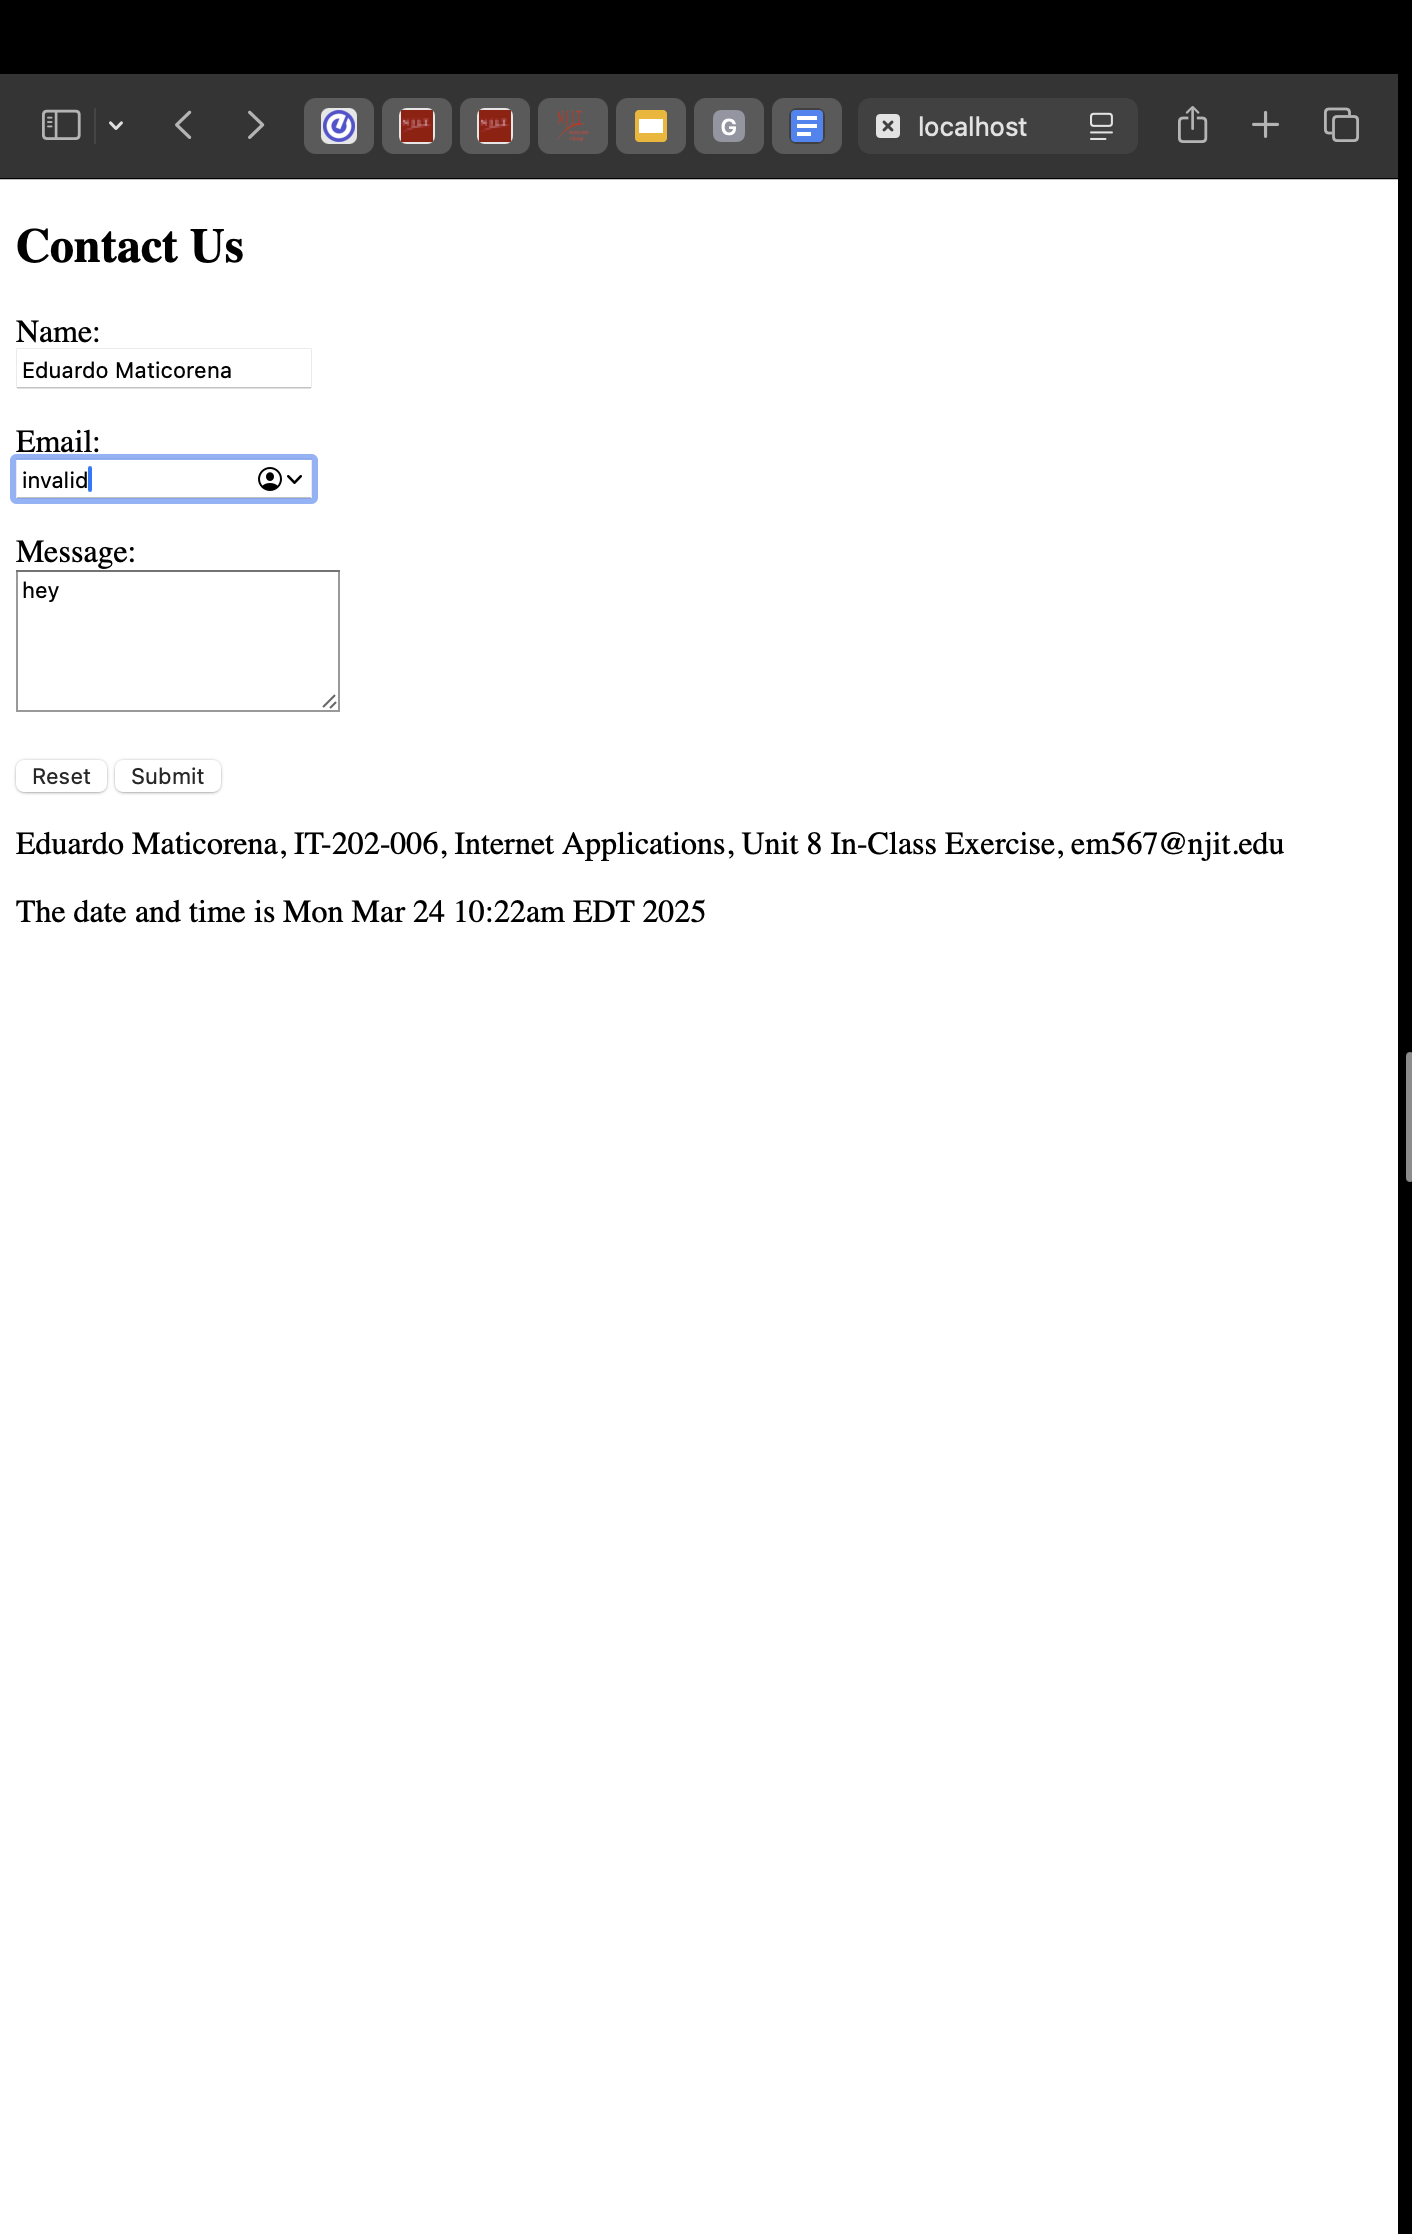 G
localhost
Contact Us
Name:
Eduardo Maticorena
Email:
invalid
Message:
hey
Reset Submit
Eduardo Maticorena, IT-202-006, Internet Applications, Unit 8 In-Class Exercise, em567@njit.edu
The date and time is Mon Mar 24 10:22am EDT 2025